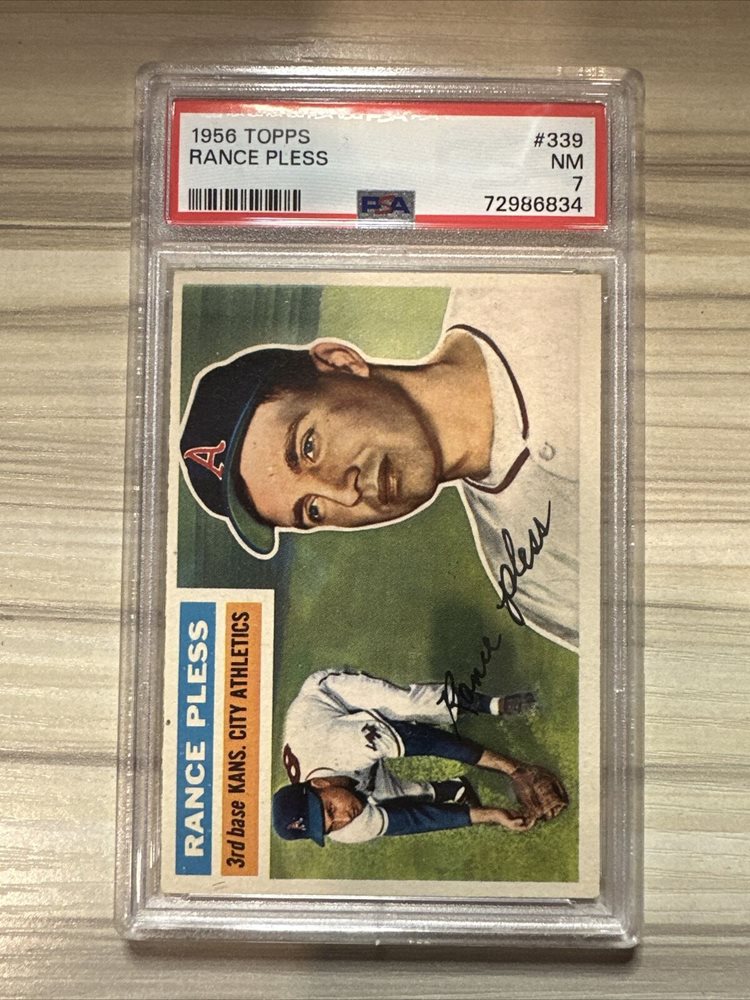 1956 TOPPS
RANCE PLESS
#339
NM
7
PSA
72986834
A
RANCE PLESS
3rd base KANS. CITY ATHLETICS
Rance Pless
A